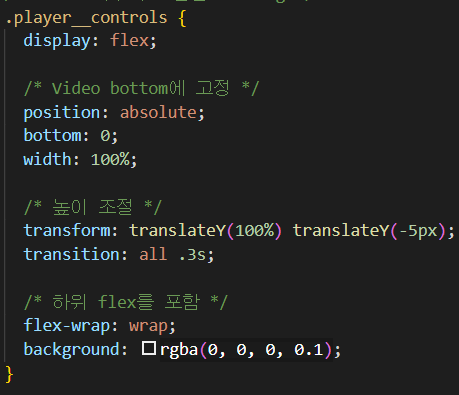 .player__controls {
display: flex;
/* Video bottom에 고정 */
position: absolute;
bottom: 0;
width: 100%;
/* 높이 조절 */
transform: translateY(100%) translateY(-5px);
transition: all .3s;
/* 하위 flex를 포함 */
flex-wrap: wrap;
background: rgba(0, 0, 0, 0.1);
}